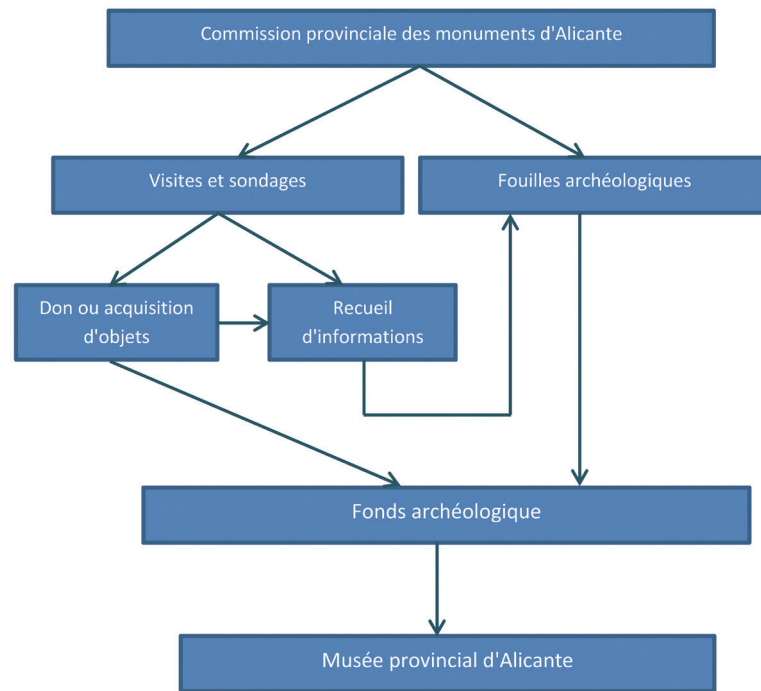 Commission provinciale des monuments d'Alicante
Visites et sondages
Fouilles archéologiques
Don ou acquisition
d'objets
Recueil
d'informations
Fonds archéologique
Musée provincial d'Alicante